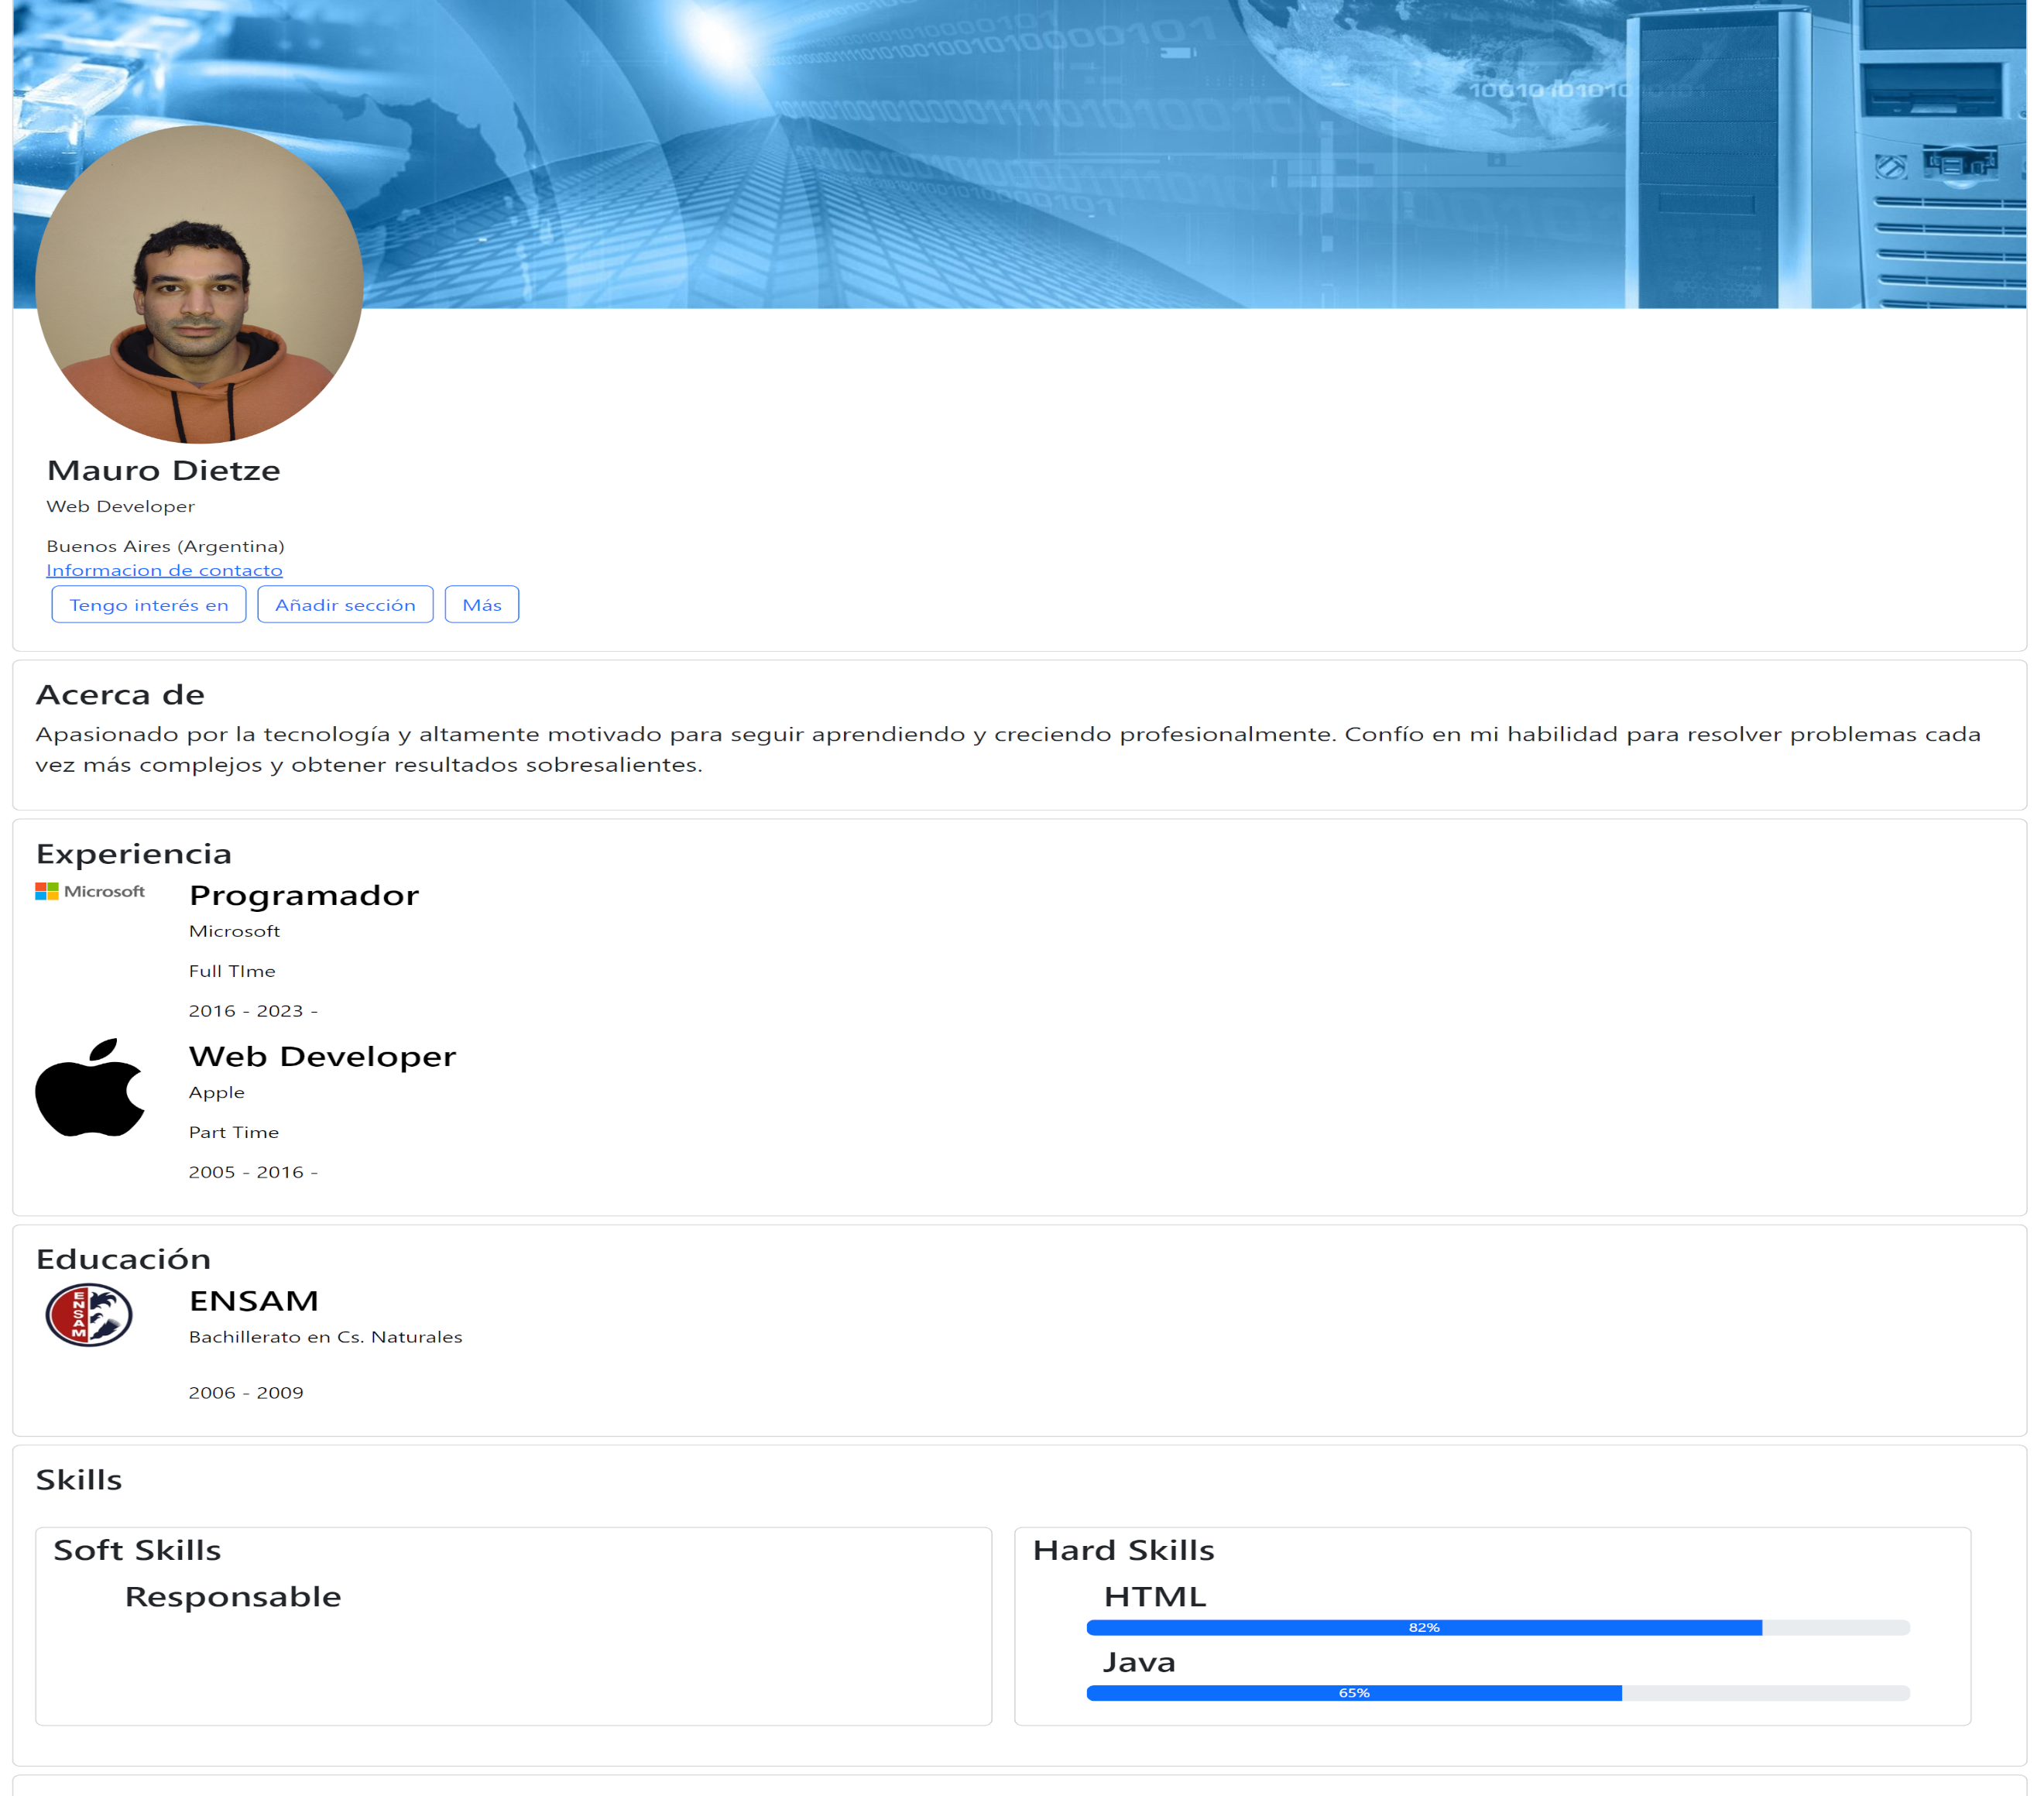 10010101010
Mauro Dietze
Web Developer
Buenos Aires (Argentina)
Informacion de contacto
Tengo interés en
Añadir sección
Más
Acerca de
Apasionado por la tecnología y altamente motivado para seguir aprendiendo y creciendo profesionalmente. Confío en mi habilidad para resolver problemas cada
vez más complejos y obtener resultados sobresalientes.
Experiencia
Microsoft
Programador
Microsoft
Full TIme
2016 - 2023 -
Web Developer
Apple
Part Time
2005 - 2016 -
Educación
ENSAM
ENSAM
Bachillerato en Cs. Naturales
2006 - 2009
Skills
Soft Skills
Responsable
Hard Skills
HTML
82%
Java
65%